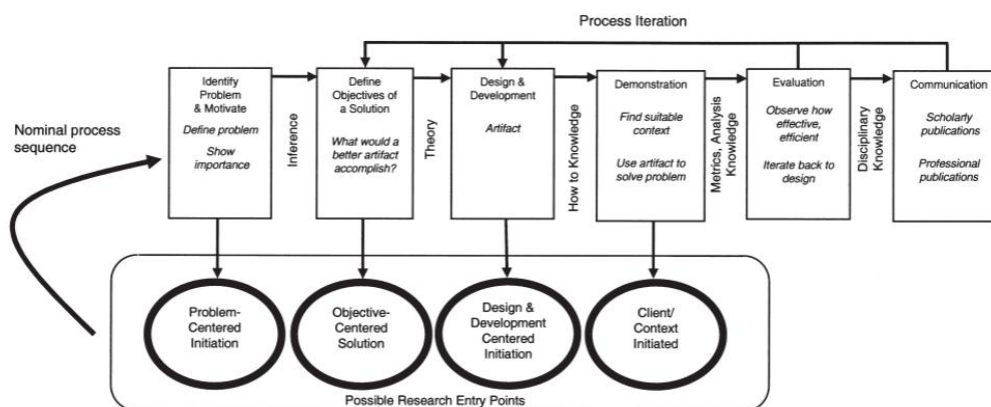 Process Iteration
Nominal process
sequence
Identify
Problem
& Motivate
Define problem
Show
importance
Inference
Define
Objectives of
a Solution
What would a
better artifact
accomplish?
Theory
Design &
Development
Artifact
How to Knowledge
Demonstration
Find suitable
context
Use artifact to
solve problem
Metrics, Analysis
Knowledge
Evaluation
Observe how
effective,
efficient
Iterate back to
design
Disciplinary
Knowledge
Communication
Scholarly
publications
Professional
publications
Problem-
Centered
Initiation
Objective-
Centered
Solution
Design &
Development
Centered
Initiation
Client/
Context
Initiated
Possible Research Entry Points